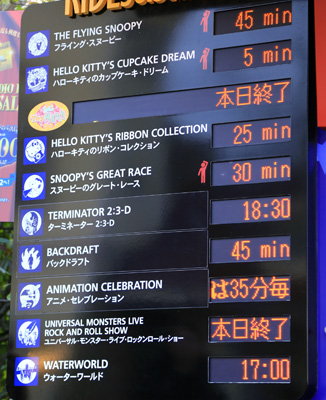 THE FLYING SNOOPY
フライング・スヌーピー
45 min
HELLO KITTY'S CUPCAKE DREAM
ハローキティのカップケーキ・ドリーム
5 min
本日終了
HELLO KITTY'S RIBBON COLLECTION
ハローキティのリボン・コレクション
25 min
SNOOPY'S GREAT RACE
スヌーピーのグレート・レース
30 min
TERMINATOR 2:3-D
ターミネーター 2:3-D
18:30
BACKDRAFT
バックドラフト
45 min
ANIMATION CELEBRATION
アニメ・セレブレーション
は35分毎
UNIVERSAL MONSTERS LIVE
ROCK AND ROLL SHOW
ユニバーサル・モンスター・ライブ・ロックンロール・ショー
本日終了
WATERWORLD
ウォーターワールド
17:00